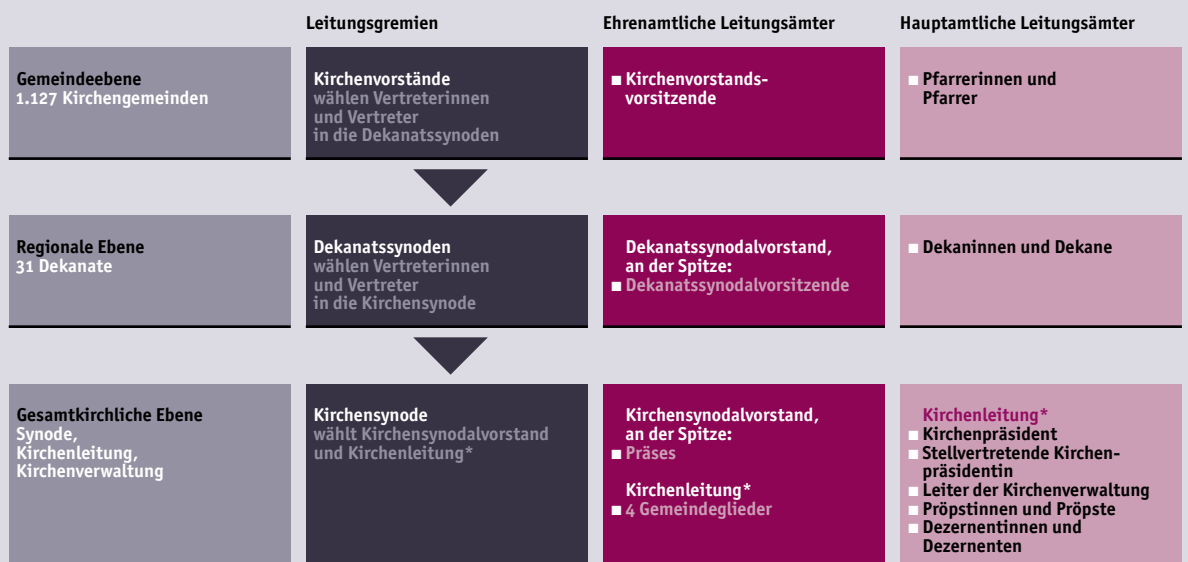 Leitungsgremien
Ehrenamtliche Leitungsämter
Hauptamtliche Leitungsämter
Gemeindeebene
1.127 Kirchengemeinden
Kirchenvorstände
wählen Vertreterinnen
und Vertreter
in die Dekanatssynoden
Kirchenvorstands-
vorsitzende
Pfarrerinnen und
Pfarrer
Regionale Ebene
31 Dekanate
Dekanatssynoden
wählen Vertreterinnen
und Vertreter
in die Kirchensynode
Dekanatssynodalvorstand,
an der Spitze:
Dekanatssynodalvorsitzende
Dekaninnen und Dekane
Gesamtkirchliche Ebene
Synode,
Kirchenleitung,
Kirchenverwaltung
Kirchensynode
wählt Kirchensynodalvorstand
und Kirchenleitung*
Kirchensynodalvorstand,
an der Spitze:
Präses
Kirchenleitung*
4 Gemeindeglieder
Kirchenleitung*
Kirchenpräsident
Stellvertretende Kirchen-
präsidentin
Leiter der Kirchenverwaltung
Pröpstinnen und Pröpste
Dezernentinnen und
Dezernenten